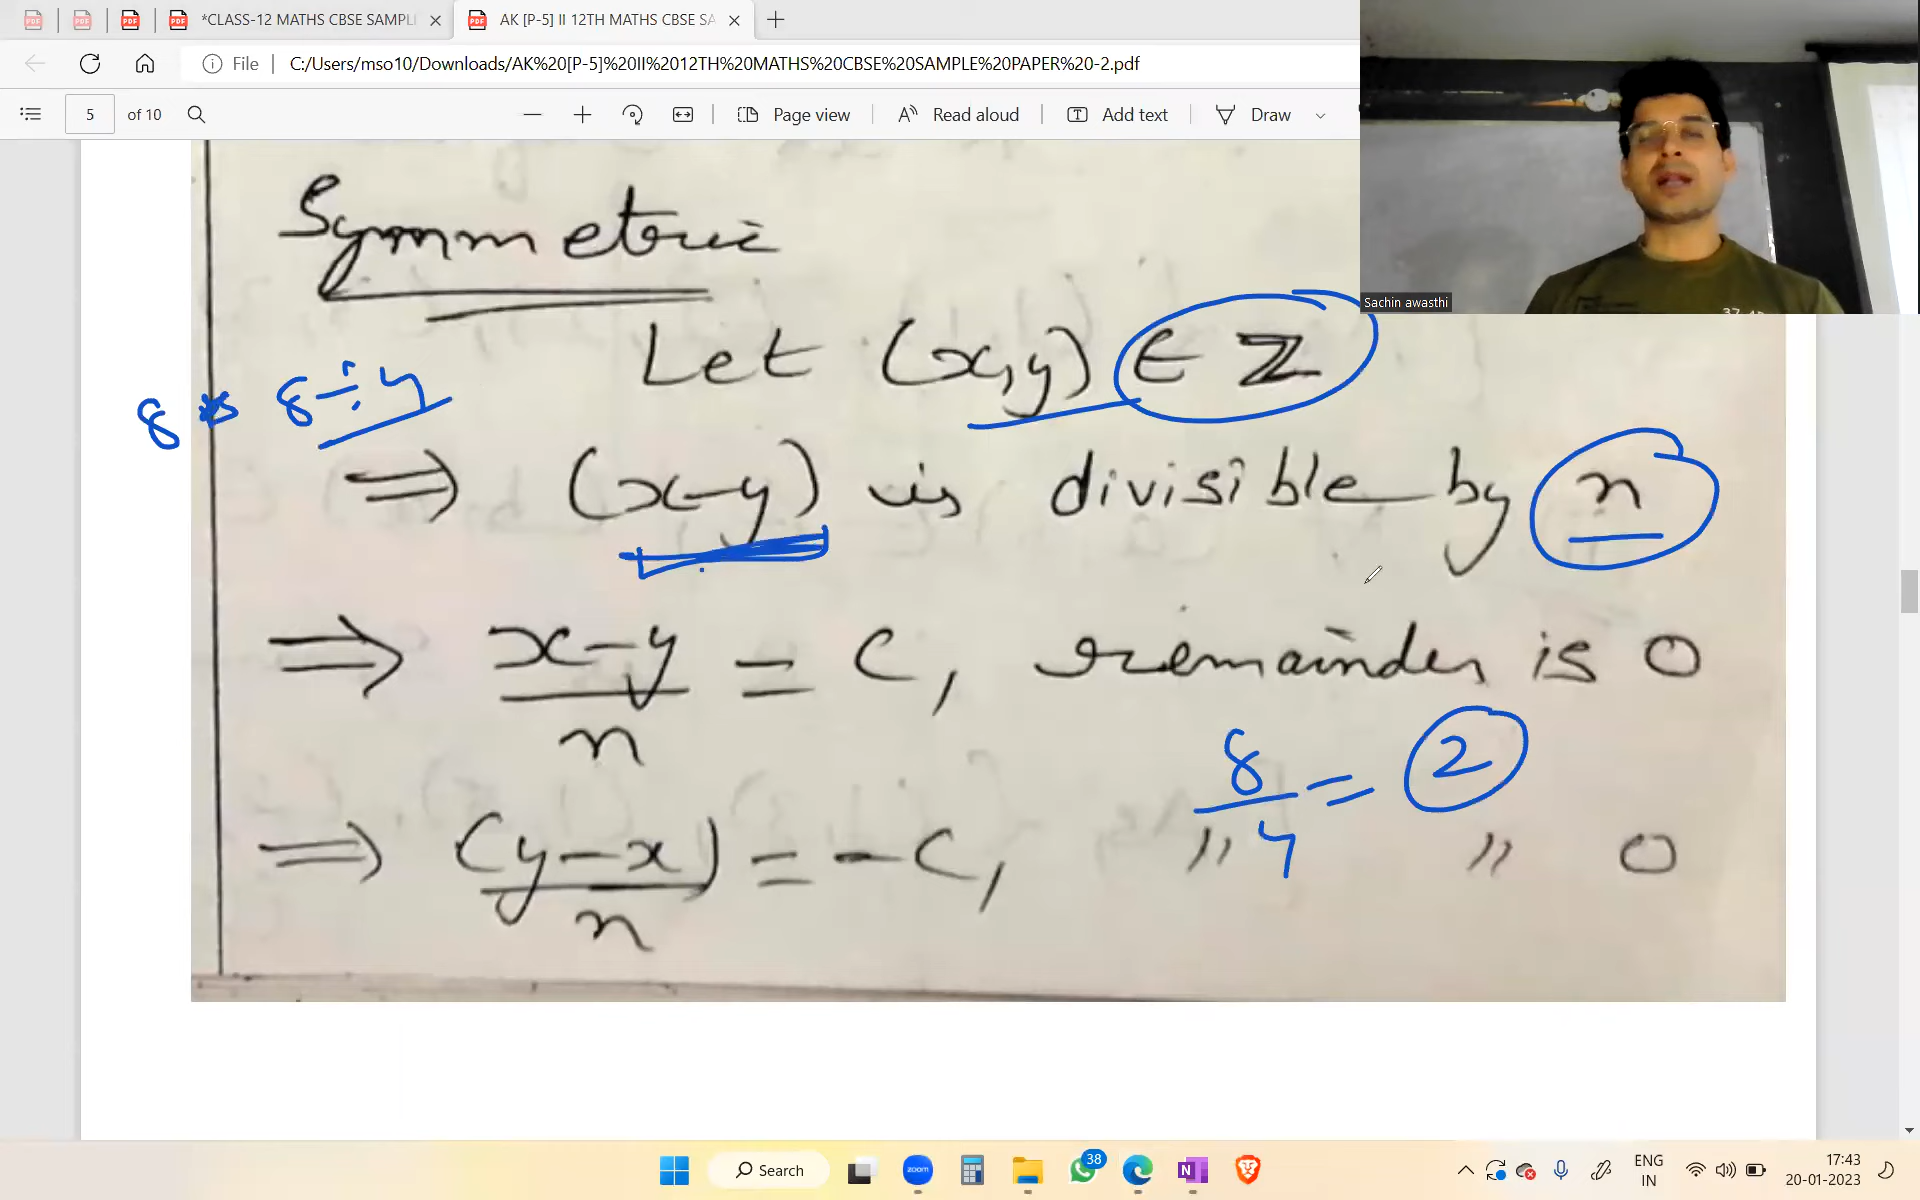 *CLASS-12 MATHS CBSE SAMPL
AK [P-5] II 12TH MATHS CBSE SA
File
C:/Users/mso10/Downloads/AK%20[P-5]%20II%2012TH%20MATHS%20CBSE%20SAMPLE%20PAPER%20-2.pdf
5 of 10
Page view
Read aloud
Add text
Draw
Sachin awasthi
Symmetric
Let (x,y) ∈ ℤ
8 8÷4
⇒ (x-y) is divisible by n
⇒ x-y/n = C, remainder is 0
8/4 = 2
⇒ (y-x)/n = -C, " " 0
Search
zoom
38
N
ENG
IN
17:43
20-01-2023